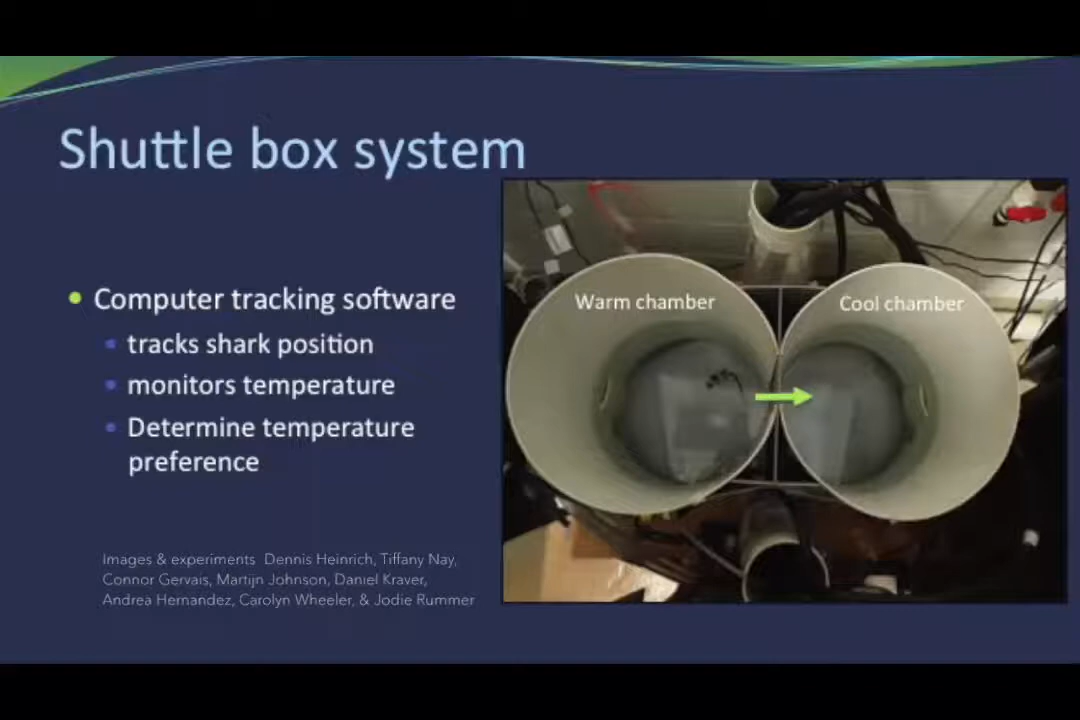 Shuttle box system
Computer tracking software
tracks shark position
monitors temperature
Determine temperature
preference
Warm chamber
Cool chamber
Images & experiments Dennis Heinrich, Tiffany Nay,
Connor Gervais, Martijn Johnson, Daniel Kraver,
Andrea Hernandez, Carolyn Wheeler, & Jodie Rummer